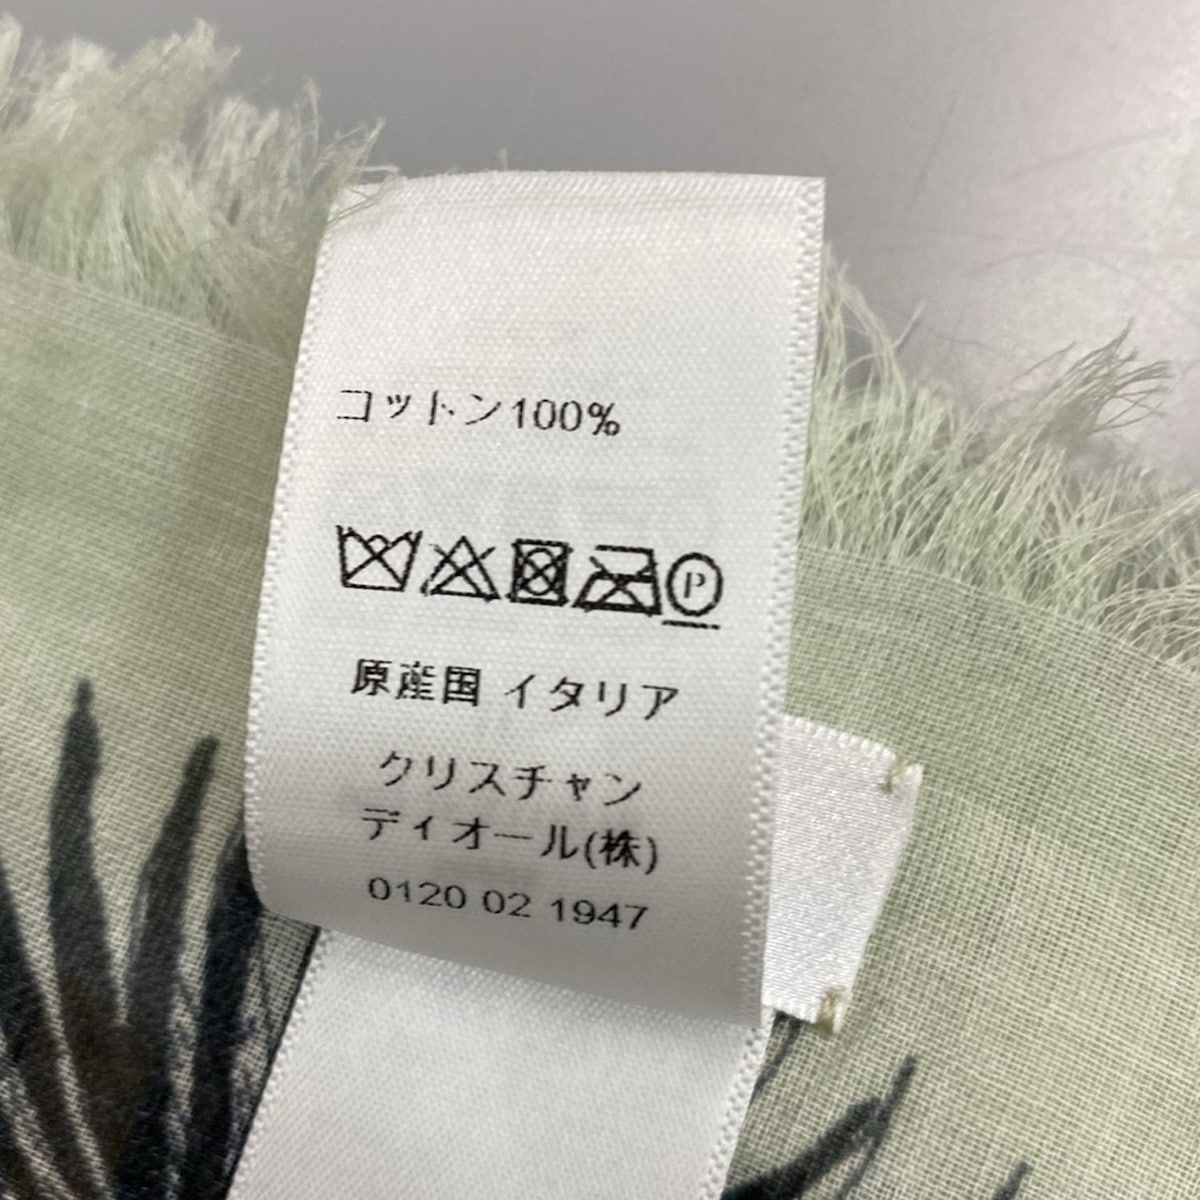 コットン100%
P
原産国 イタリア
クリスチャン
ディオール(株)
0120 02 1947